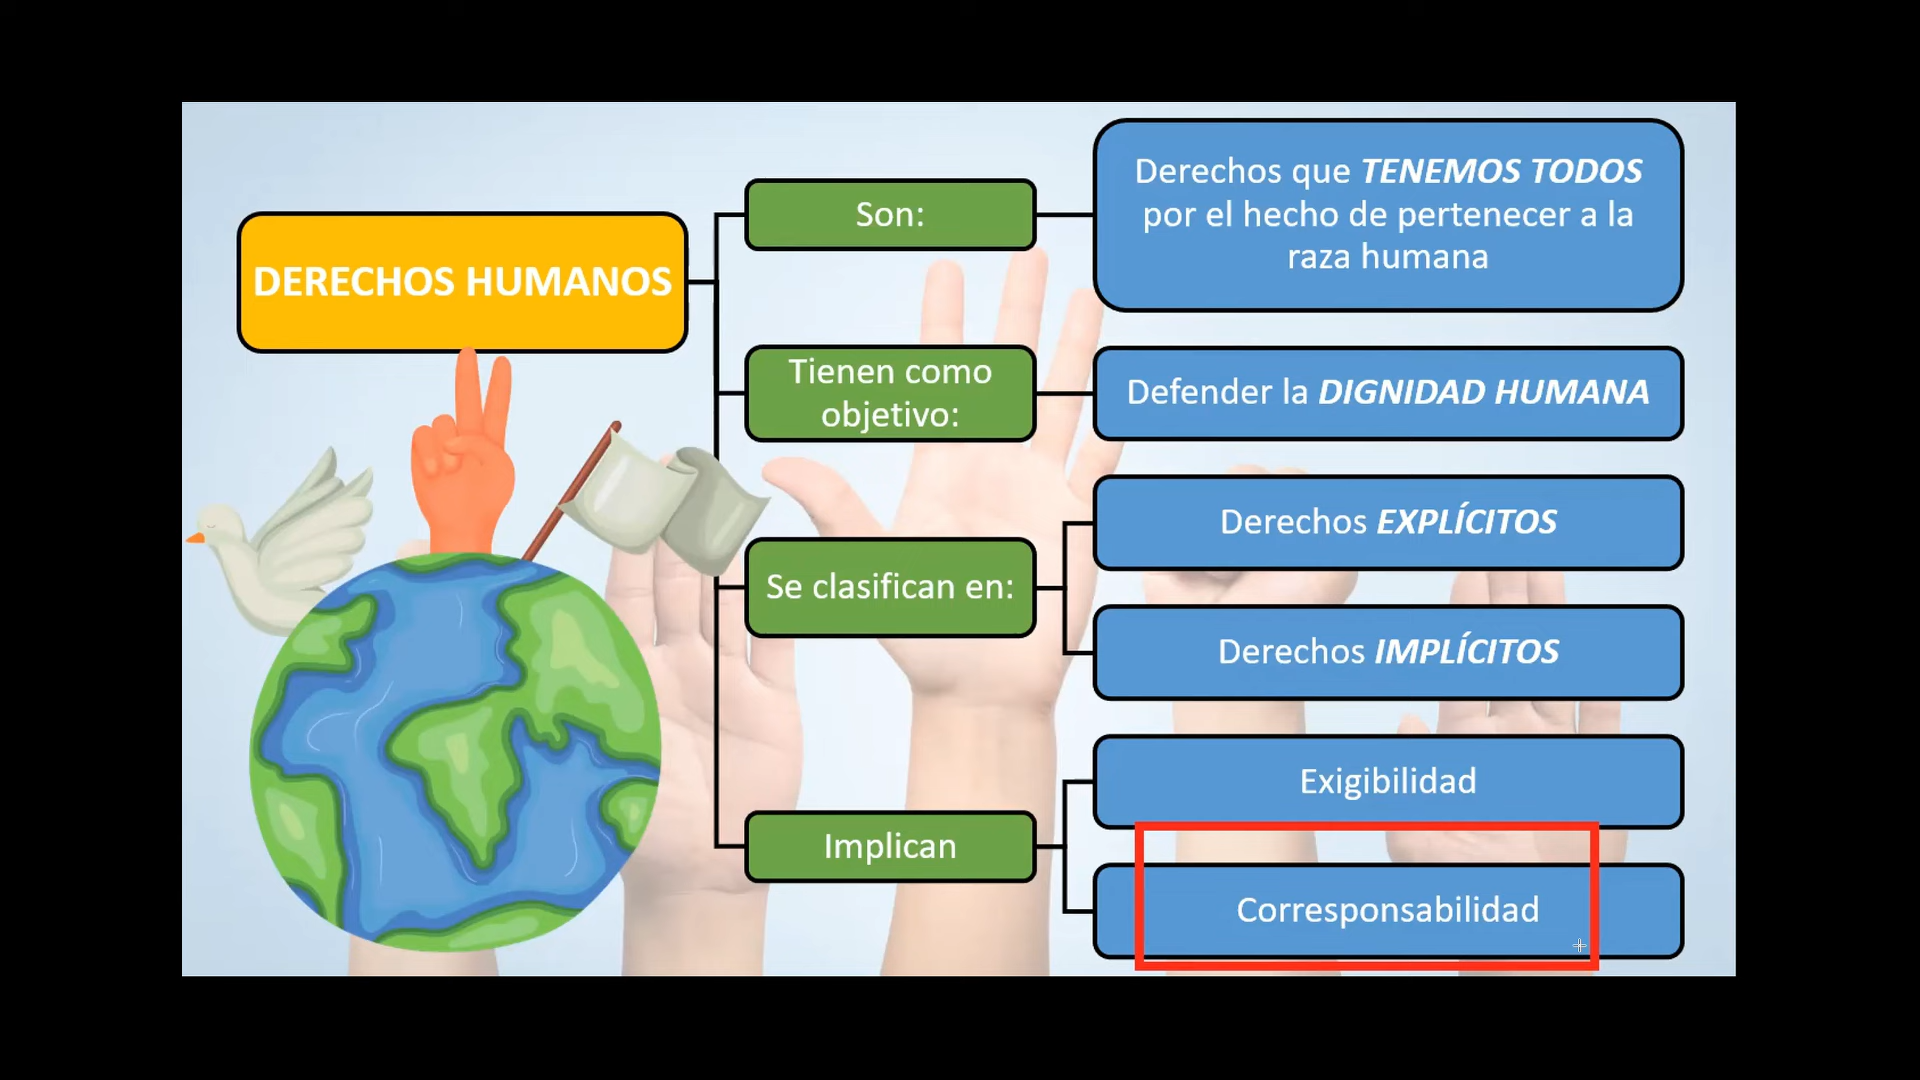 DERECHOS HUMANOS
Son:
Derechos que TENEMOS TODOS
por el hecho de pertenecer a la
raza humana
Tienen como
objetivo:
Defender la DIGNIDAD HUMANA
Se clasifican en:
Derechos EXPLÍCITOS
Derechos IMPLÍCITOS
Implican
Exigibilidad
Corresponsabilidad